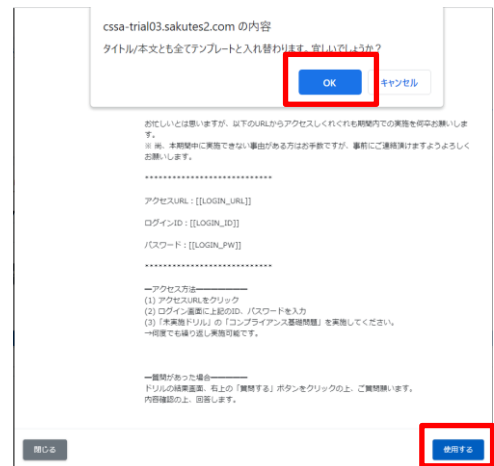 cssa-trial03.sakutes2.com の内容
タイトル/本文とも全てテンプレートと入れ替わります。宜しいでしょうか?
OK
キャンセル
お忙しいとは思いますが、以下のURLからアクセスしくれぐれも期間内での実施を何卒お願いしま
す。
※ 尚、本期間中に実施できない事由がある方はお手数ですが、事前にご連絡頂けますようよろしく
お願いします。
****************************
アクセスURL：[[LOGIN_URL]]
ログインID：[[LOGIN_ID]]
パスワード：[[LOGIN_PW]]
****************************
ーアクセス方法ーーーーーーー
(1) アクセスURLをクリック
(2) ログイン画面に上記のID、パスワードを入力
(3)「未実施ドリル」の「コンプライアンス基礎問題」を実施してください。
→何度でも繰り返し実施可能です。
ー質問があった場合ーーーーーー
ドリルの結果画面、右上の「質問する」ボタンをクリックの上、ご質問願います。
内容確認の上、回答します。
閉じる
使用する